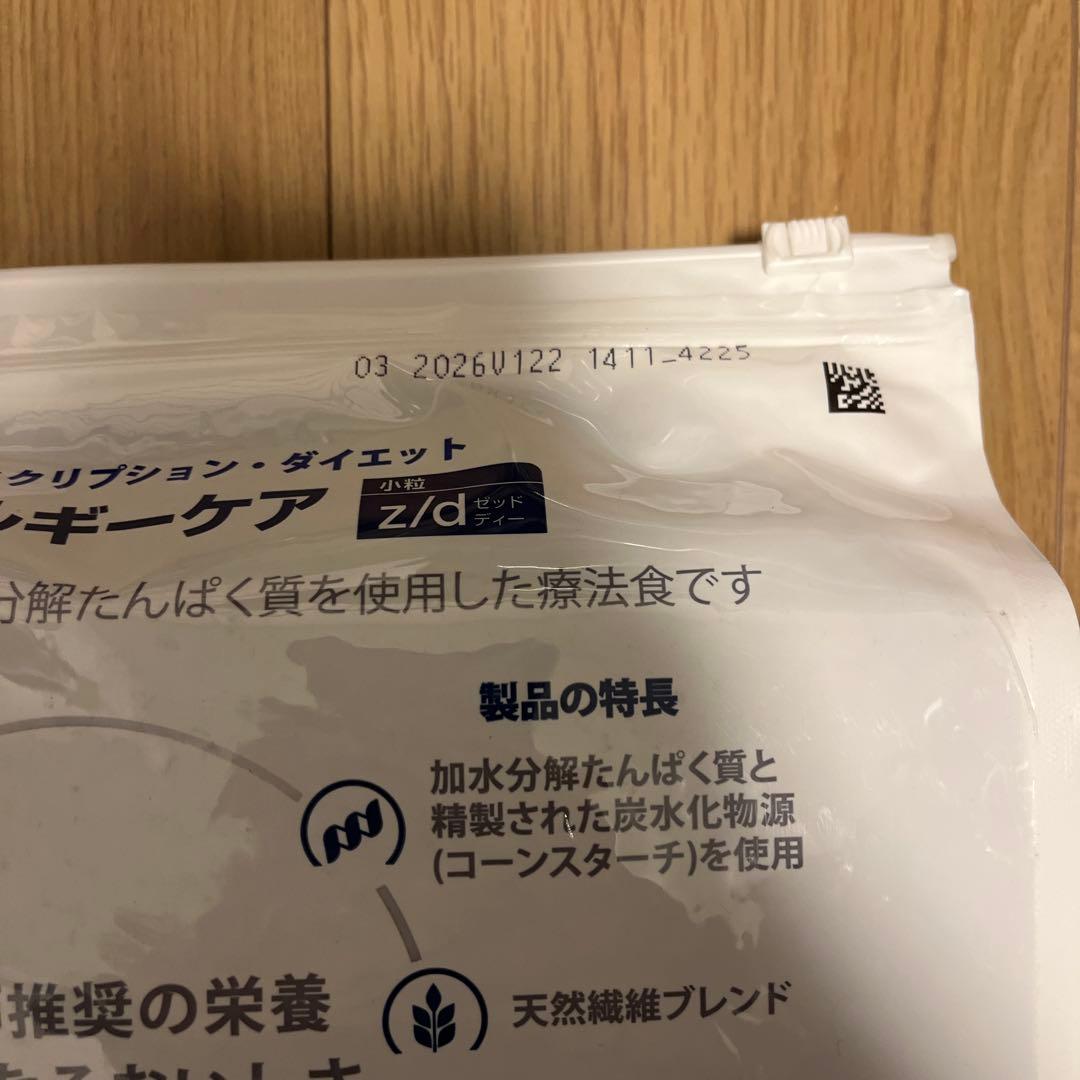 03 2026V122 1411_4225
クリプション・ダイエット
ルギーケア
小粒
z/d
ゼッド
ディー
分解たんぱく質を使用した療法食です
製品の特長
加水分解たんぱく質と
精製された炭水化物源
(コーンスターチ)を使用
推奨の栄養
天然繊維ブレンド